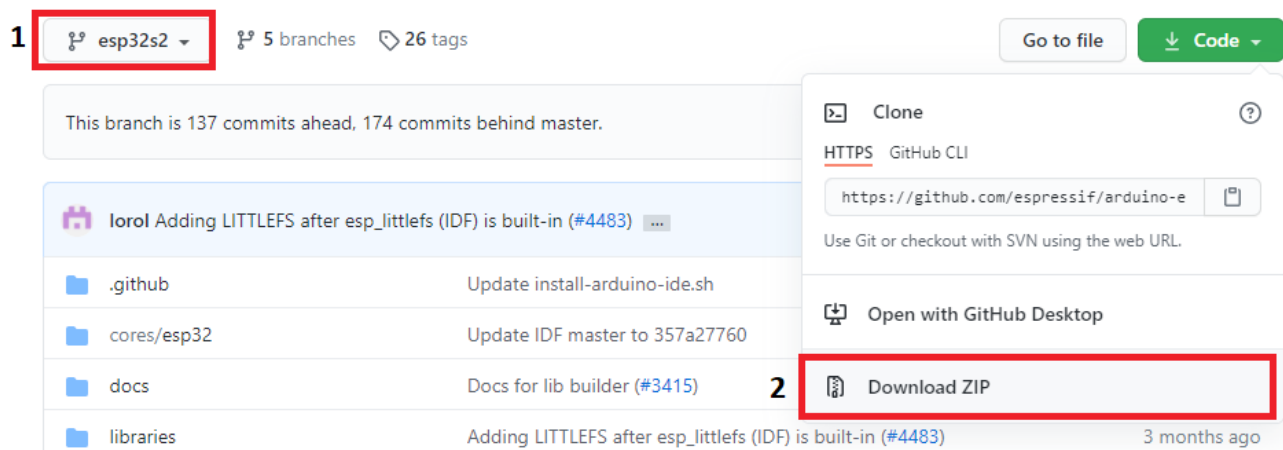 1 esp32s2 5 branches 26 tags Go to file Code
This branch is 137 commits ahead, 174 commits behind master.
Clone
HTTPS GitHub CLI
https://github.com/espressif/arduino-e
Use Git or checkout with SVN using the web URL.
Open with GitHub Desktop
2 Download ZIP
lorol Adding LITTLEFS after esp_littlefs (IDF) is built-in (#4483) ...
.github Update install-arduino-ide.sh
cores/esp32 Update IDF master to 357a27760
docs Docs for lib builder (#3415)
libraries Adding LITTLEFS after esp_littlefs (IDF) is built-in (#4483) 3 months ago